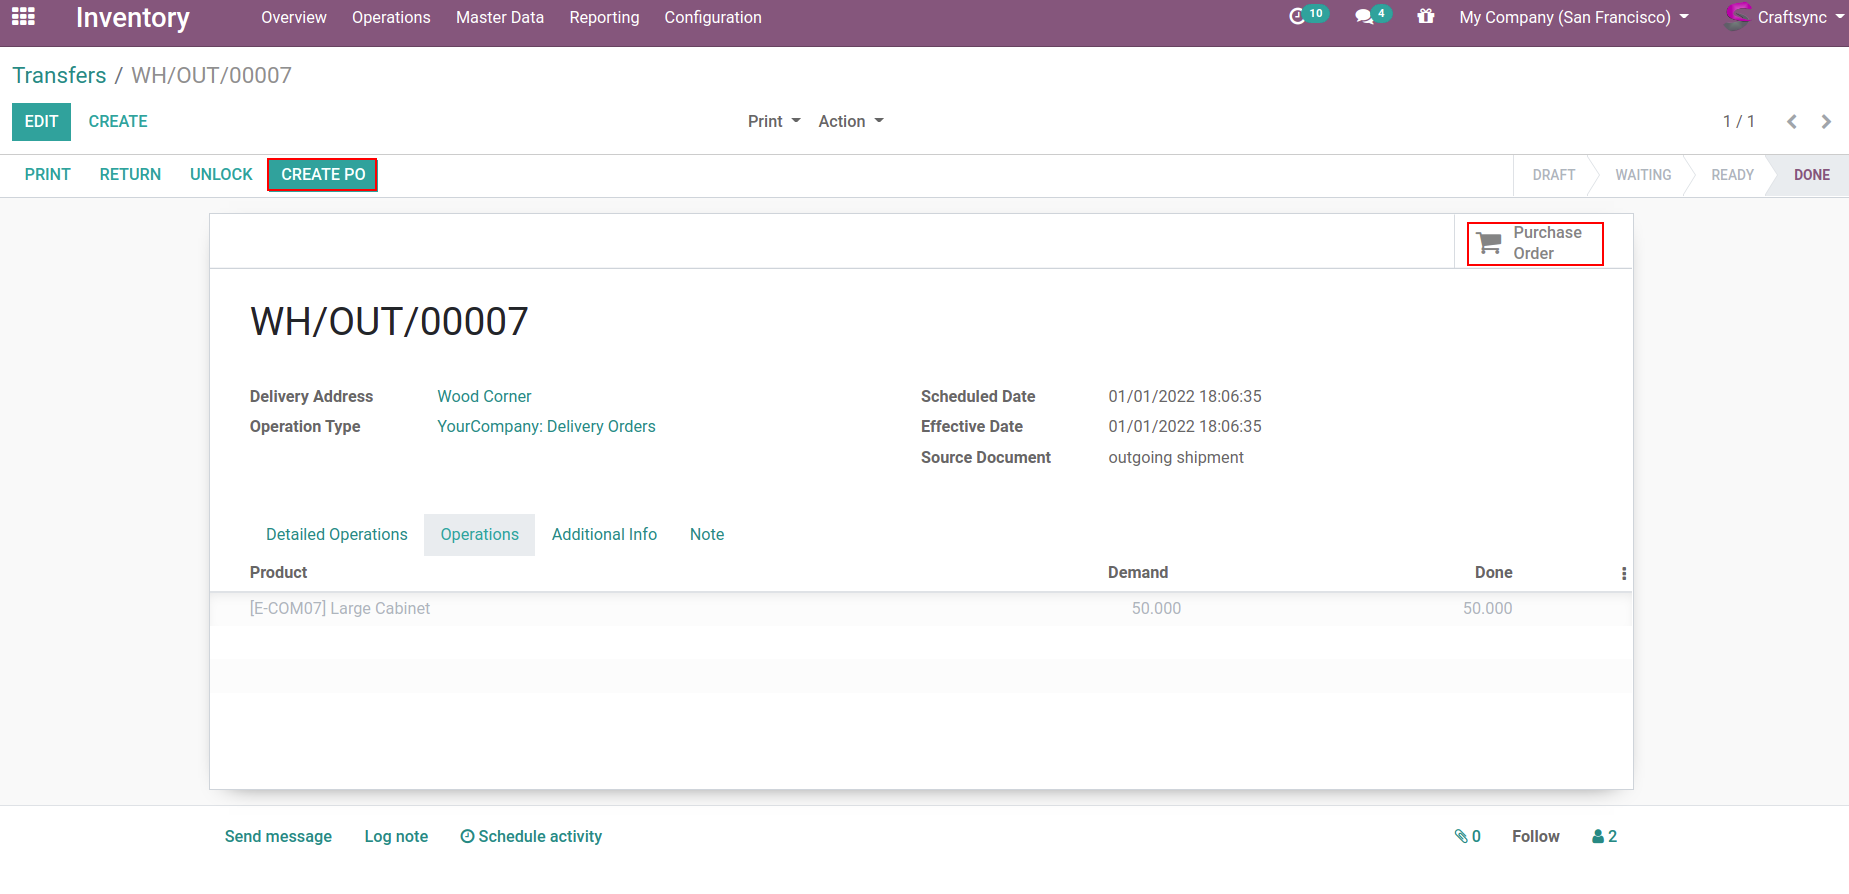 Inventory Overview Operations Master Data Reporting Configuration 10 4 My Company (San Francisco) Craftsync
Transfers / WH/OUT/00007
EDIT CREATE Print Action 1 / 1
PRINT RETURN UNLOCK CREATE PO DRAFT WAITING READY DONE
Purchase
Order
WH/OUT/00007
Delivery Address Wood Corner Scheduled Date 01/01/2022 18:06:35
Operation Type YourCompany: Delivery Orders Effective Date 01/01/2022 18:06:35
Source Document outgoing shipment
Detailed Operations Operations Additional Info Note
Product Demand Done
[E-COM07] Large Cabinet 50.000 50.000
Send message Log note Schedule activity 0 Follow 2